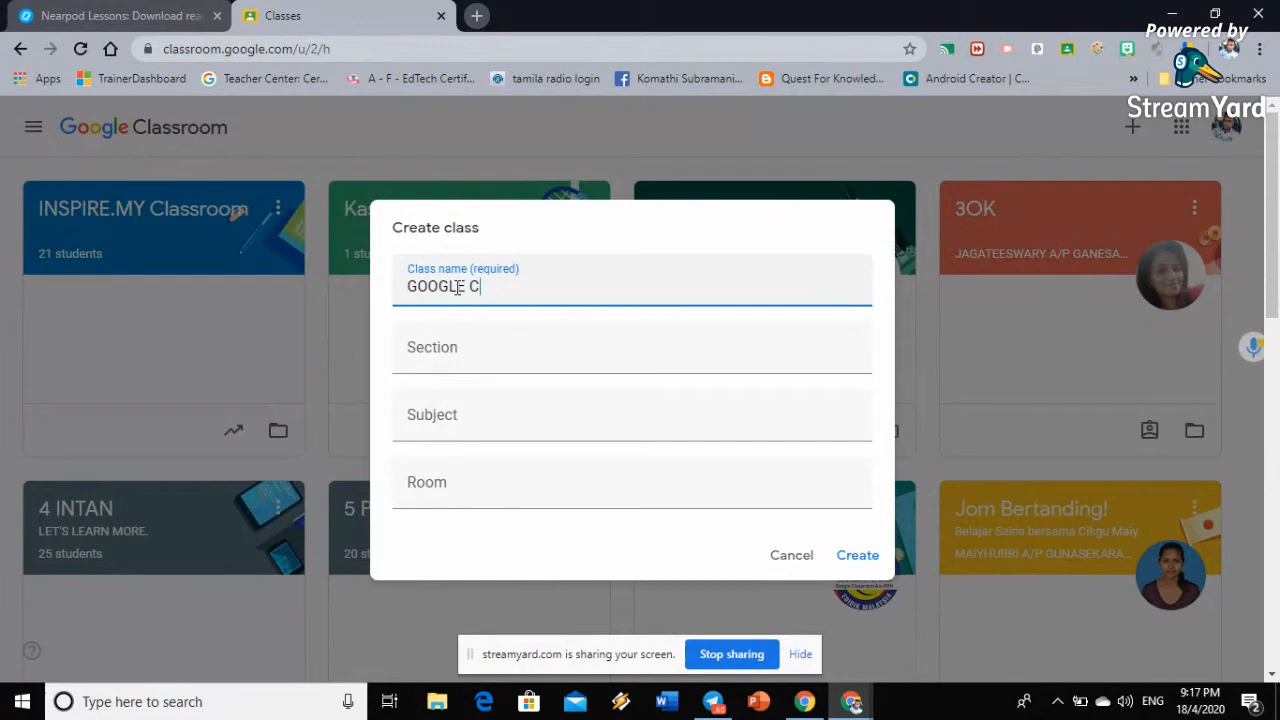 Nearpod Lessons: Download rea
Classes
Powered by
classroom.google.com/u/2/h
Apps
TrainerDashboard
Teacher Center: Cer...
A - F - EdTech Certif...
tamila radio login
Komathi Subramani...
Quest For Knowled...
Android Creator | C...
»
StreamYard
Google Classroom
INSPIRE.MY Classroom
21 students
1 stu
3OK
JAGATEESWARY A/P GANESA...
Create class
Class name (required)
GOOGLE C
Section
Subject
Room
Cancel
Create
4 INTAN
LET'S LEARN MORE.
25 students
5 P
20 st
Jom Bertanding!
Belajar Sains bersama Cikgu Maiy
MAIYHURRI A/P GUNASEKARA...
streamyard.com is sharing your screen.
Stop sharing
Hide
Type here to search
ENG
9:17 PM
18/4/2020